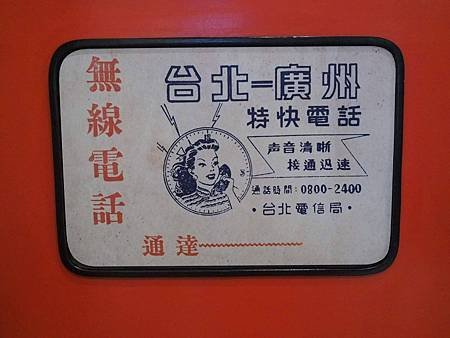 無線電話
台北－廣州
特快電話
声音清晰
接通迅速
通話時間：0800-2400
·台北電信局·
通達